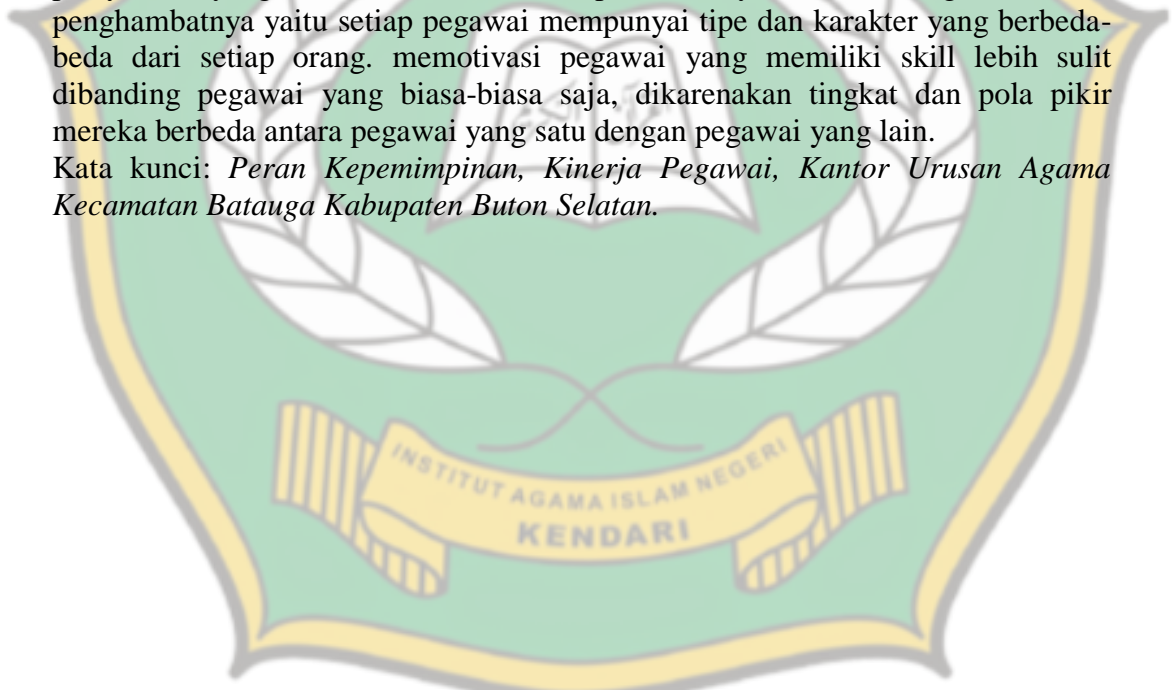 penghambatnya yaitu setiap pegawai mempunyai tipe dan karakter yang berbeda-
beda dari setiap orang. memotivasi pegawai yang memiliki skill lebih sulit
dibanding pegawai yang biasa-biasa saja, dikarenakan tingkat dan pola pikir
mereka berbeda antara pegawai yang satu dengan pegawai yang lain.
Kata kunci: Peran Kepemimpinan, Kinerja Pegawai, Kantor Urusan Agama
Kecamatan Batauga Kabupaten Buton Selatan.
INSTITUT AGAMA ISLAM NEGERI
KENDARI